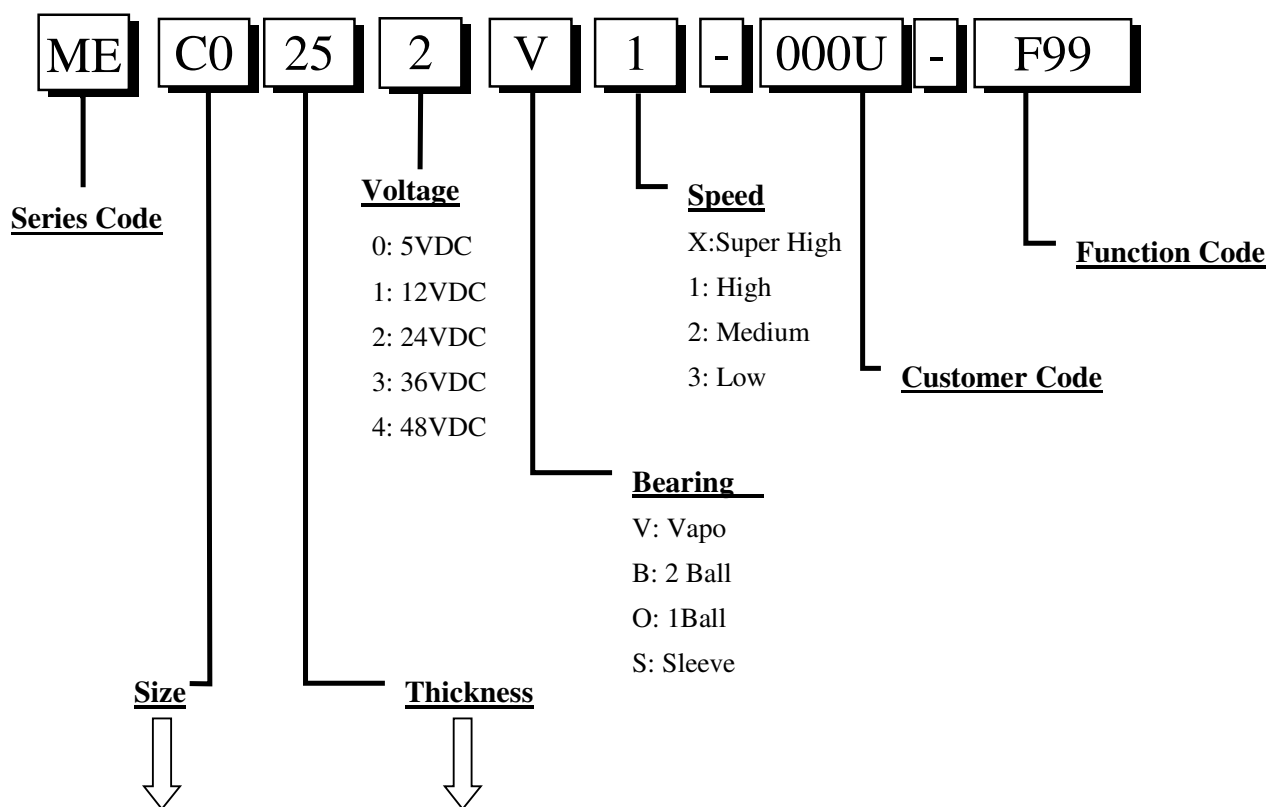 ME C0 25 2 V 1 - 000U - F99
Series Code
Voltage
0: 5VDC
1: 12VDC
2: 24VDC
3: 36VDC
4: 48VDC
Speed
X:Super High
1: High
2: Medium
3: Low
Function Code
Customer Code
Bearing
V: Vapo
B: 2 Ball
O: 1Ball
S: Sleeve
Size
Thickness